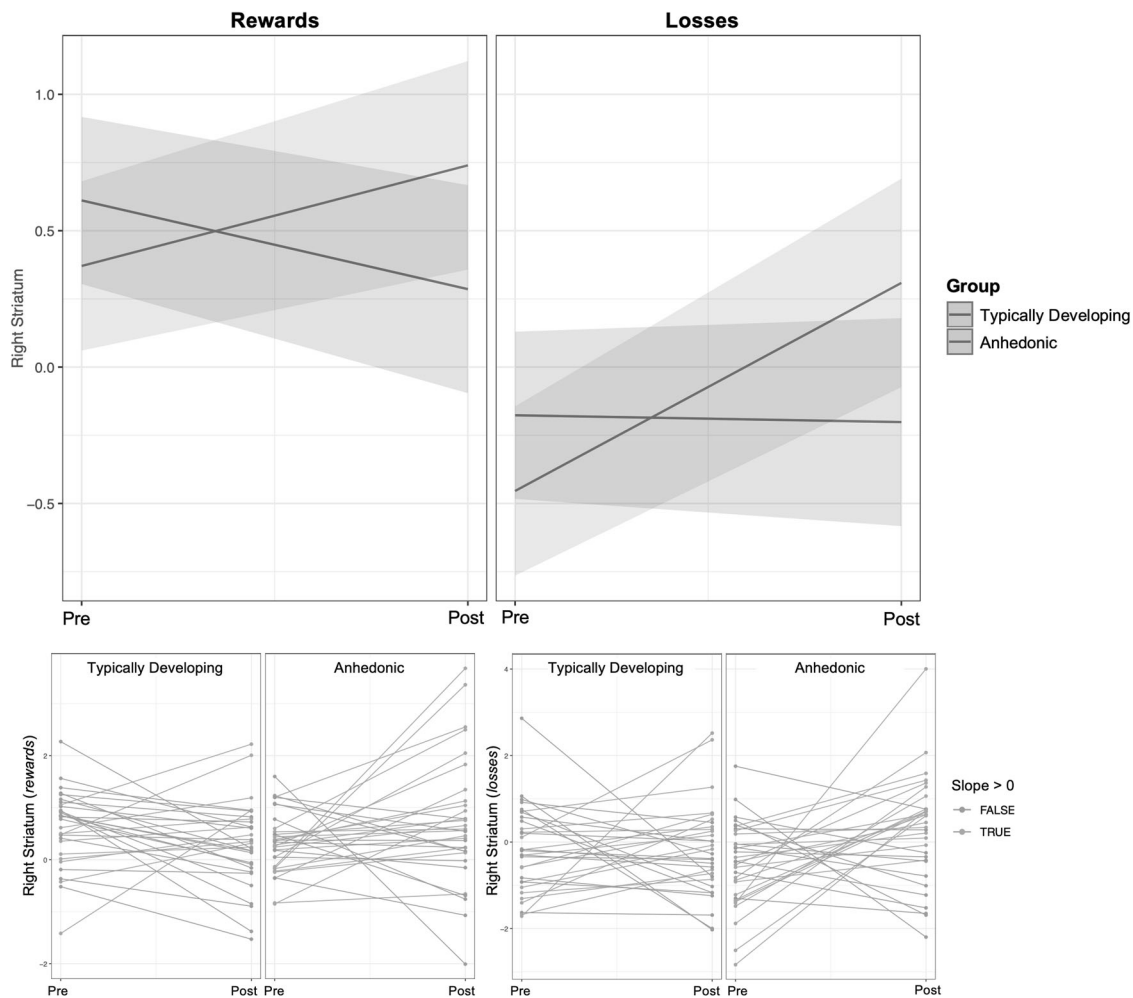 Rewards
Losses
1.0
0.5
0.0
−0.5
Right Striatum
Pre
Post
Pre
Post
Group
Typically Developing
Anhedonic
Typically Developing
Anhedonic
Right Striatum (rewards)
2
0
−2
Pre
Post
Pre
Post
Typically Developing
Anhedonic
Right Striatum (losses)
4
2
0
−2
Pre
Post
Pre
Post
Slope > 0
FALSE
TRUE